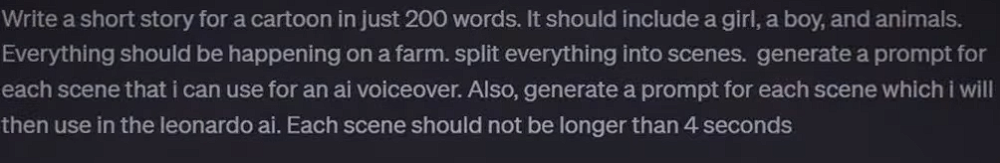 Write a short story for a cartoon in just 200 words. It should include a girl, a boy, and animals.
Everything should be happening on a farm. split everything into scenes.  generate a prompt for
each scene that i can use for an ai voiceover. Also, generate a prompt for each scene which i will
then use in the leonardo ai. Each scene should not be longer than 4 seconds